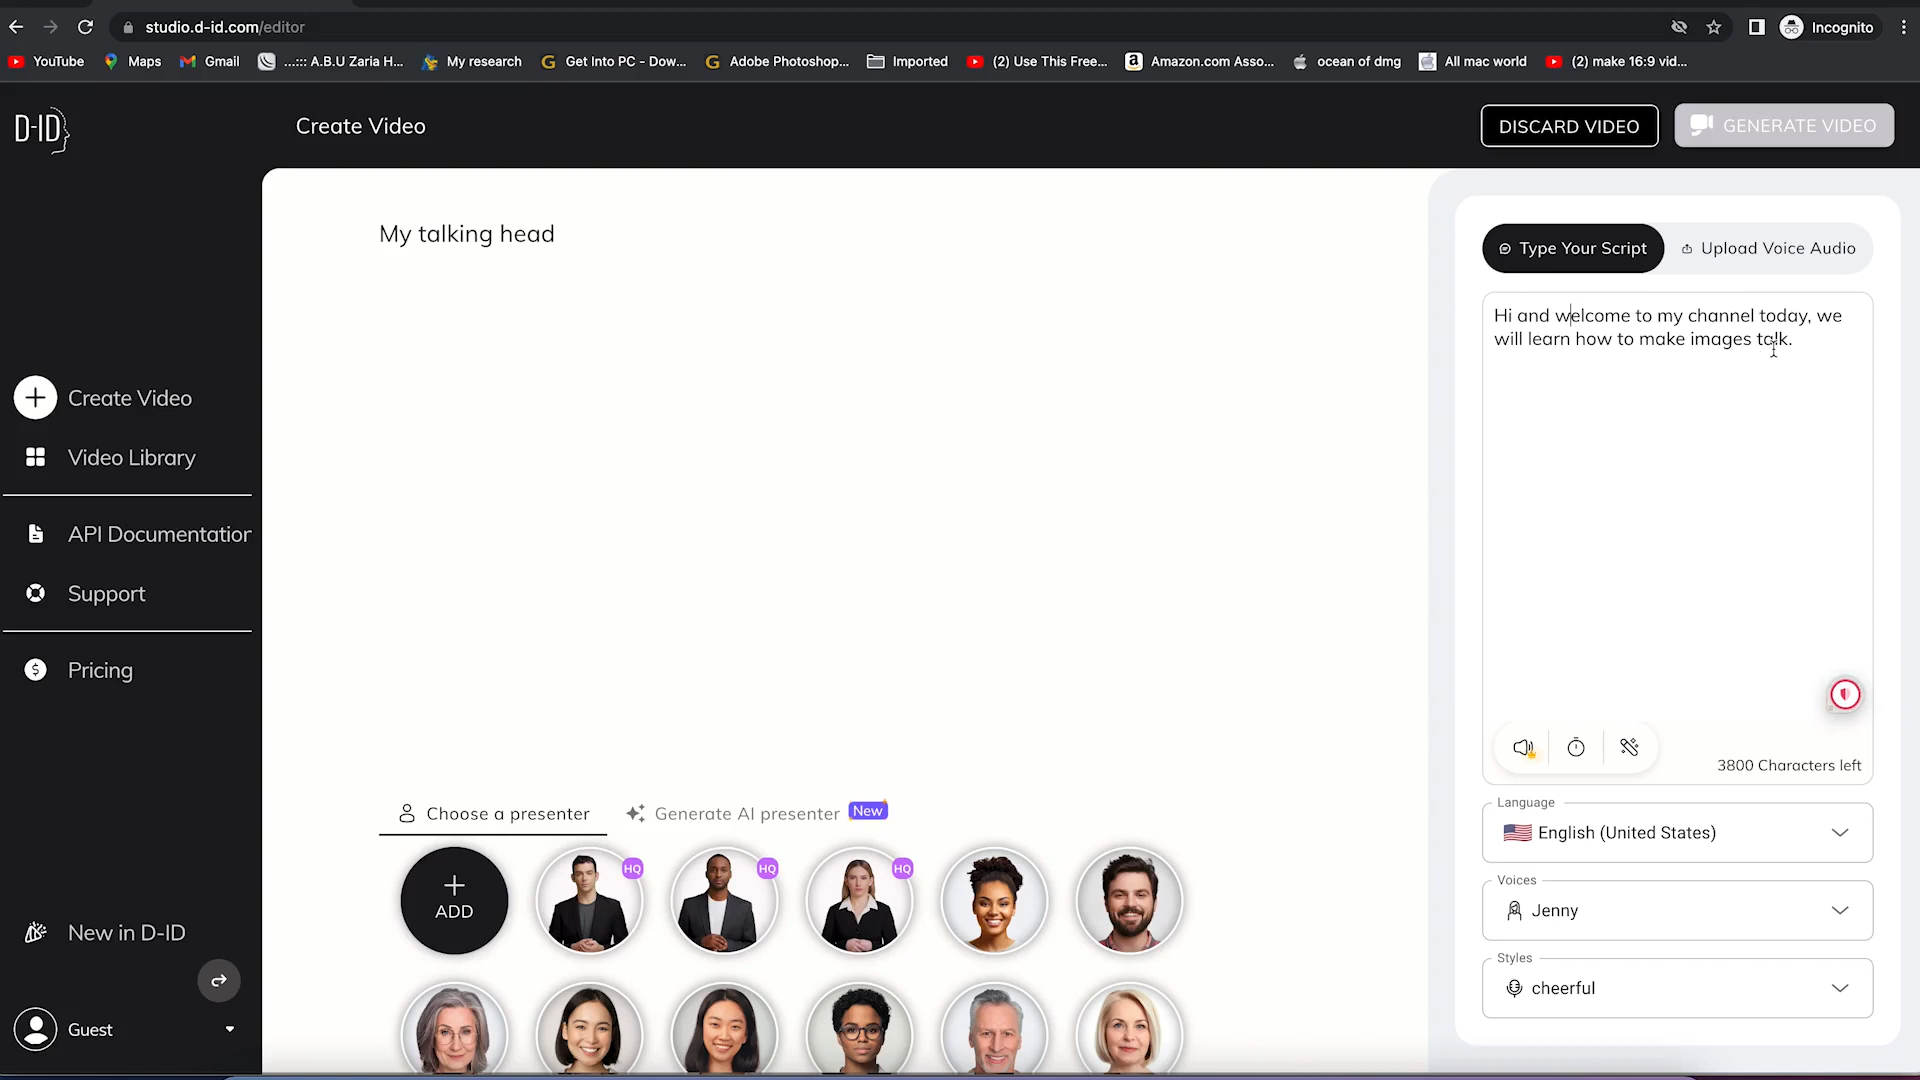 studio.d-id.com/editor
Incognito
YouTube
Maps
Gmail
...::: A.B.U Zaria H...
My research
Get Into PC - Dow...
Adobe Photoshop...
Imported
(2) Use This Free...
Amazon.com Asso...
ocean of dmg
All mac world
(2) make 16:9 vid...
D-ID
Create Video
DISCARD VIDEO
GENERATE VIDEO
My talking head
Type Your Script
Upload Voice Audio
Hi and welcome to my channel today, we
will learn how to make images talk.
Create Video
Video Library
API Documentation
Support
Pricing
3800 Characters left
Language
English (United States)
Choose a presenter
Generate AI presenter
New
ADD
HQ
HQ
HQ
Voices
Jenny
Styles
cheerful
New in D-ID
Guest